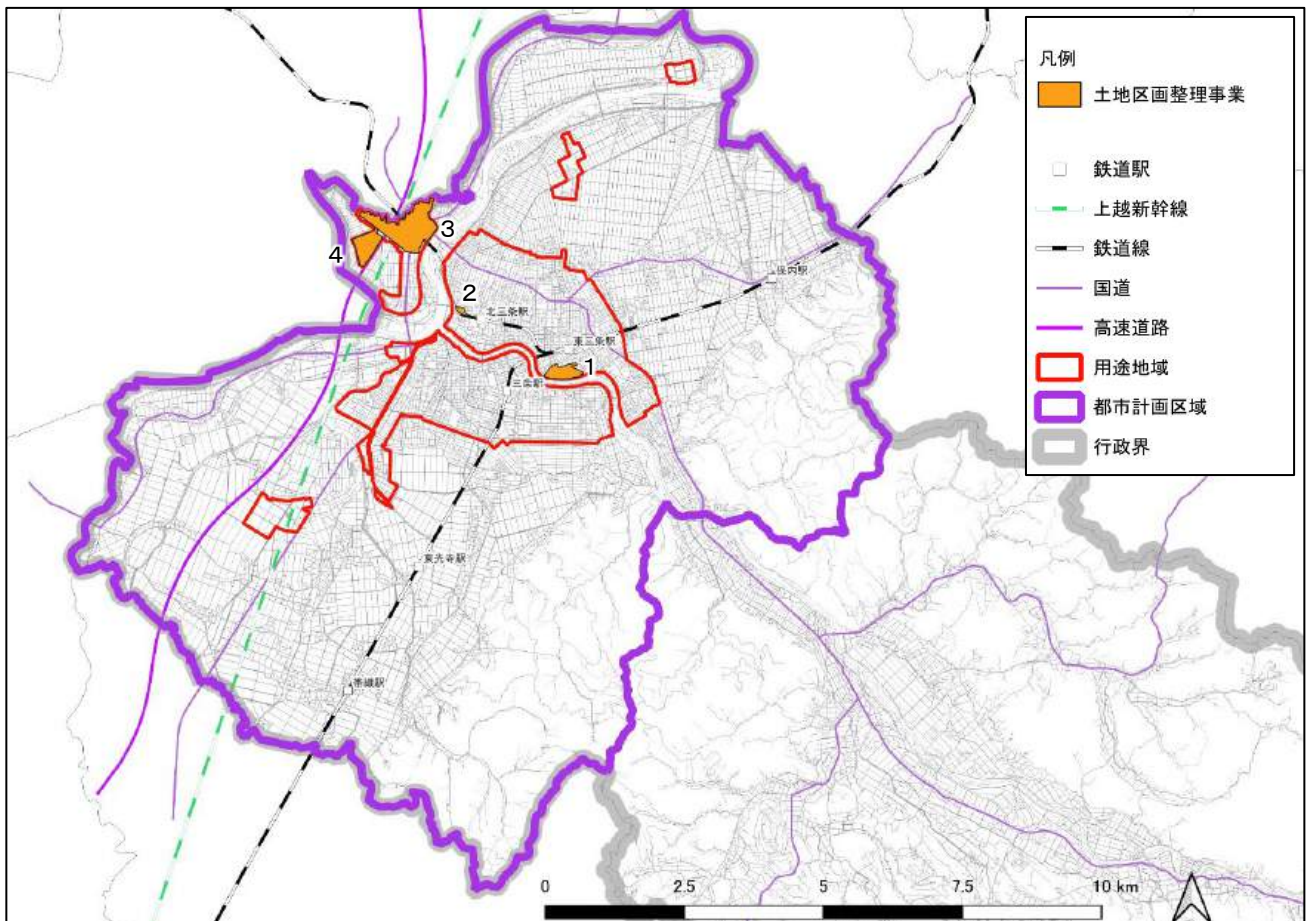 凡例
土地区画整理事業
鉄道駅
上越新幹線
鉄道線
国道
高速道路
用途地域
都市計画区域
行政界
3
4
2
保内駅
北三条駅
東三条駅
1
三条駅
東光寺駅
帯織駅
0
2.5
5
7.5
10 km